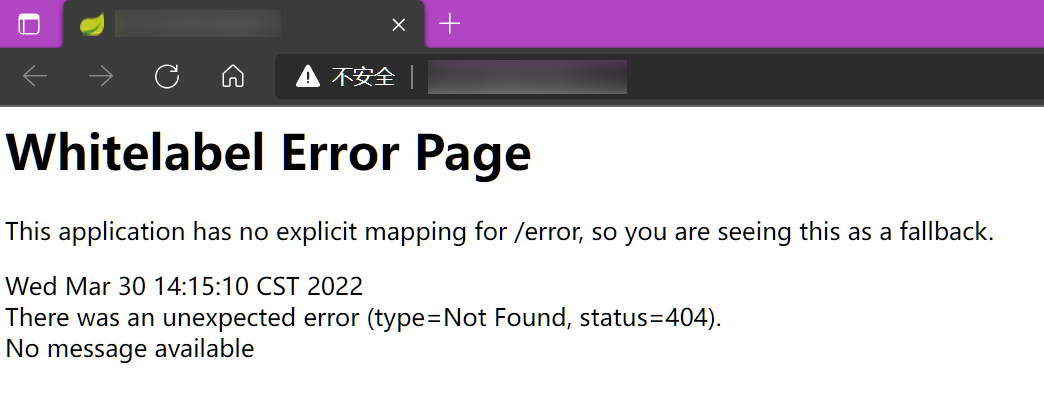 不安全
Whitelabel Error Page
This application has no explicit mapping for /error, so you are seeing this as a fallback.
Wed Mar 30 14:15:10 CST 2022
There was an unexpected error (type=Not Found, status=404).
No message available